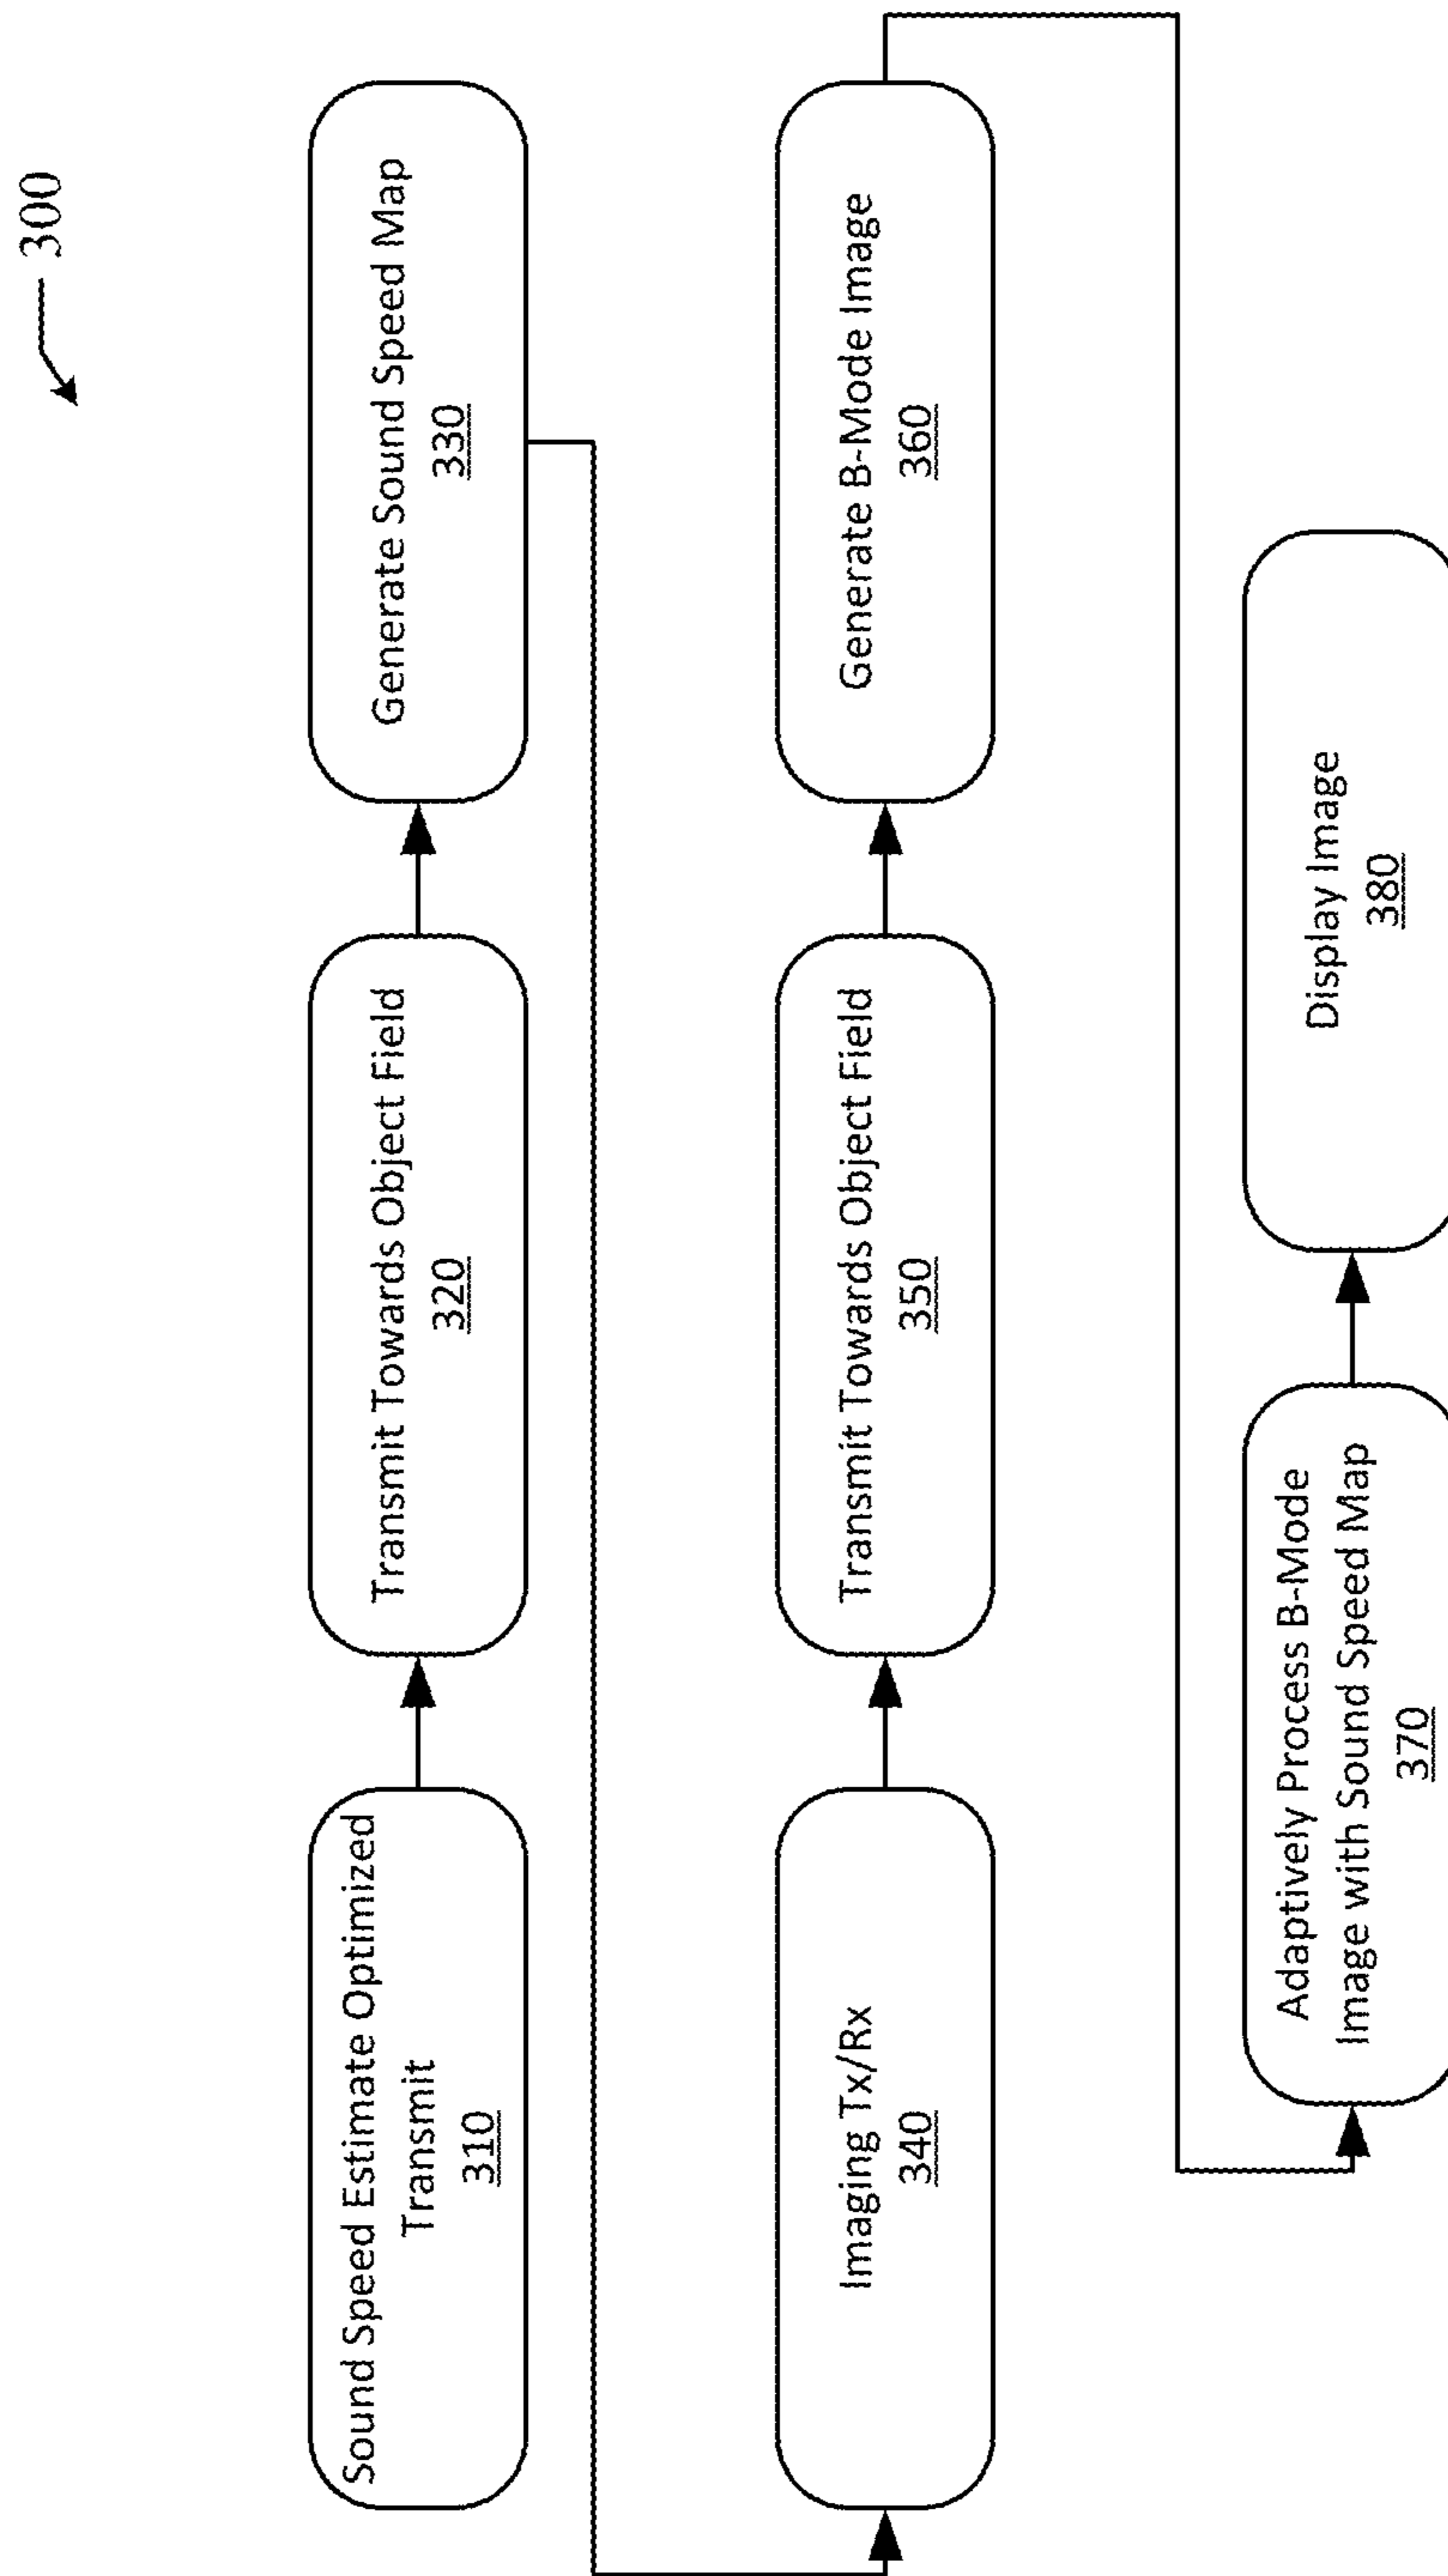 300
Sound Speed Estimate Optimized
Transmit
310
Transmit Towards Object Field
320
Generate Sound Speed Map
330
Imaging Tx/Rx
340
Transmit Towards Object Field
350
Generate B-Mode Image
360
Adaptively Process B-Mode
Image with Sound Speed Map
370
Display Image
380